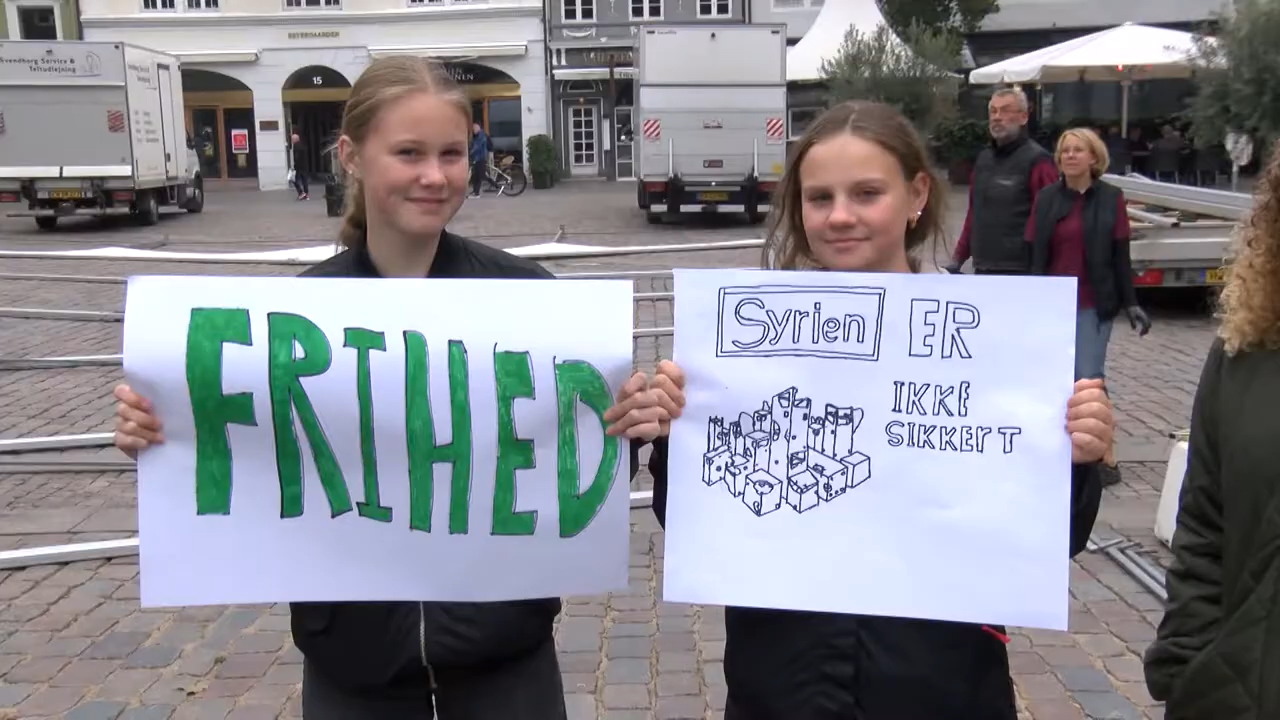 Svendborg Service &
Teltudlejning
15
FRIHED
Syrien ER
IKKE
SIKKERT